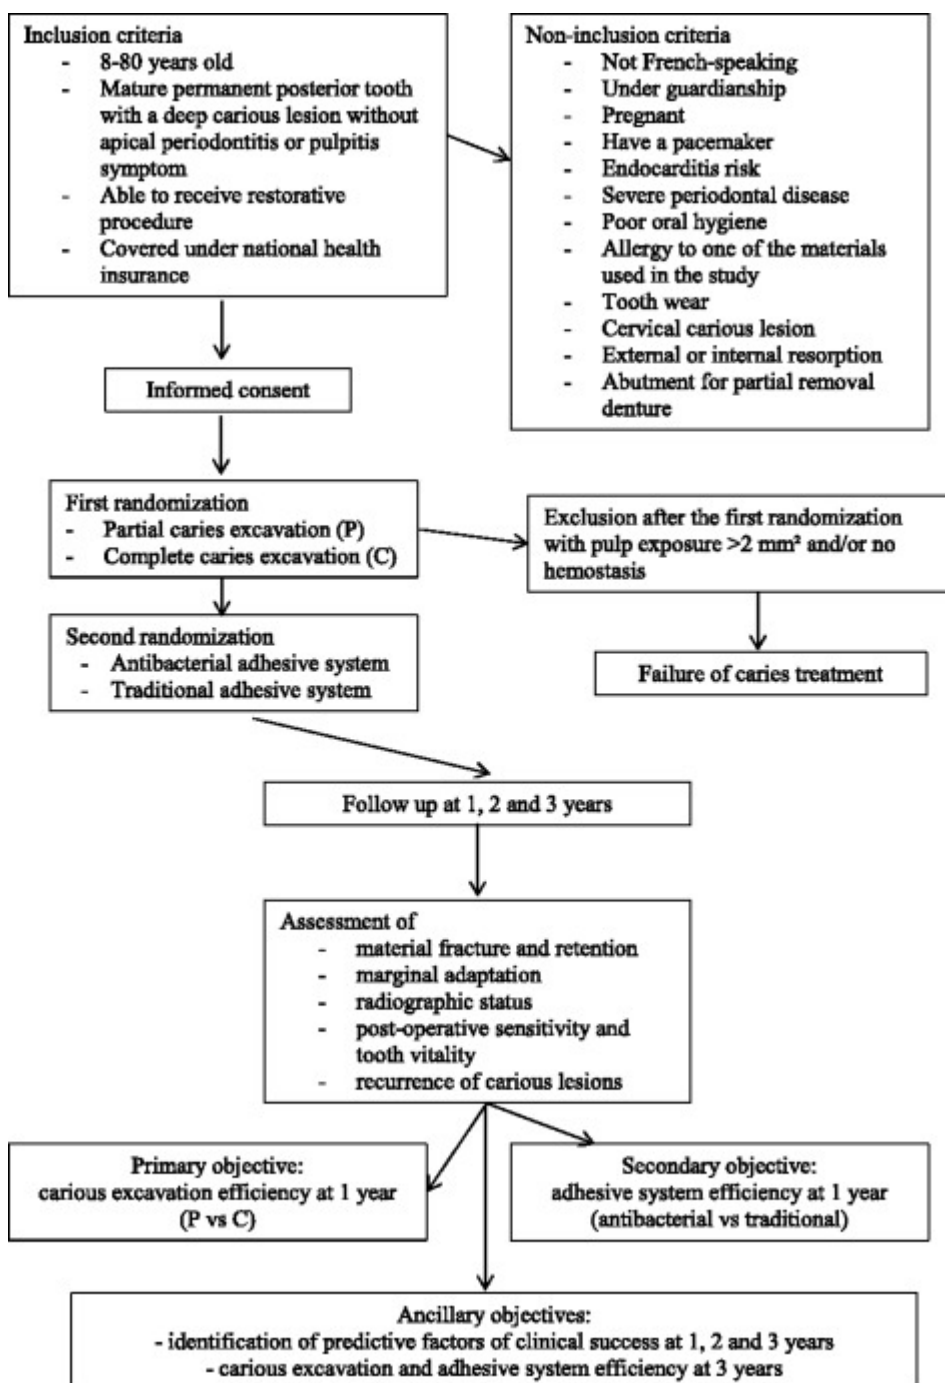 Inclusion criteria
- 8-80 years old
- Mature permanent posterior tooth
with a deep carious lesion without
apical periodontitis or pulpitis
symptom
- Able to receive restorative
procedure
- Covered under national health
insurance
Non-inclusion criteria
- Not French-speaking
- Under guardianship
- Pregnant
- Have a pacemaker
- Endocarditis risk
- Severe periodontal disease
- Poor oral hygiene
- Allergy to one of the materials
used in the study
- Tooth wear
- Cervical carious lesion
- External or internal resorption
- Abutment for partial removal
denture
Informed consent
First randomization
- Partial caries excavation (P)
- Complete caries excavation (C)
Exclusion after the first randomization
with pulp exposure >2 mm² and/or no
hemostasis
Second randomization
- Antibacterial adhesive system
- Traditional adhesive system
Failure of caries treatment
Follow up at 1, 2 and 3 years
Assessment of
- material fracture and retention
- marginal adaptation
- radiographic status
- post-operative sensitivity and
tooth vitality
- recurrence of carious lesions
Primary objective:
carious excavation efficiency at 1 year
(P vs C)
Secondary objective:
adhesive system efficiency at 1 year
(antibacterial vs traditional)
Ancillary objectives:
- identification of predictive factors of clinical success at 1, 2 and 3 years
- carious excavation and adhesive system efficiency at 3 years